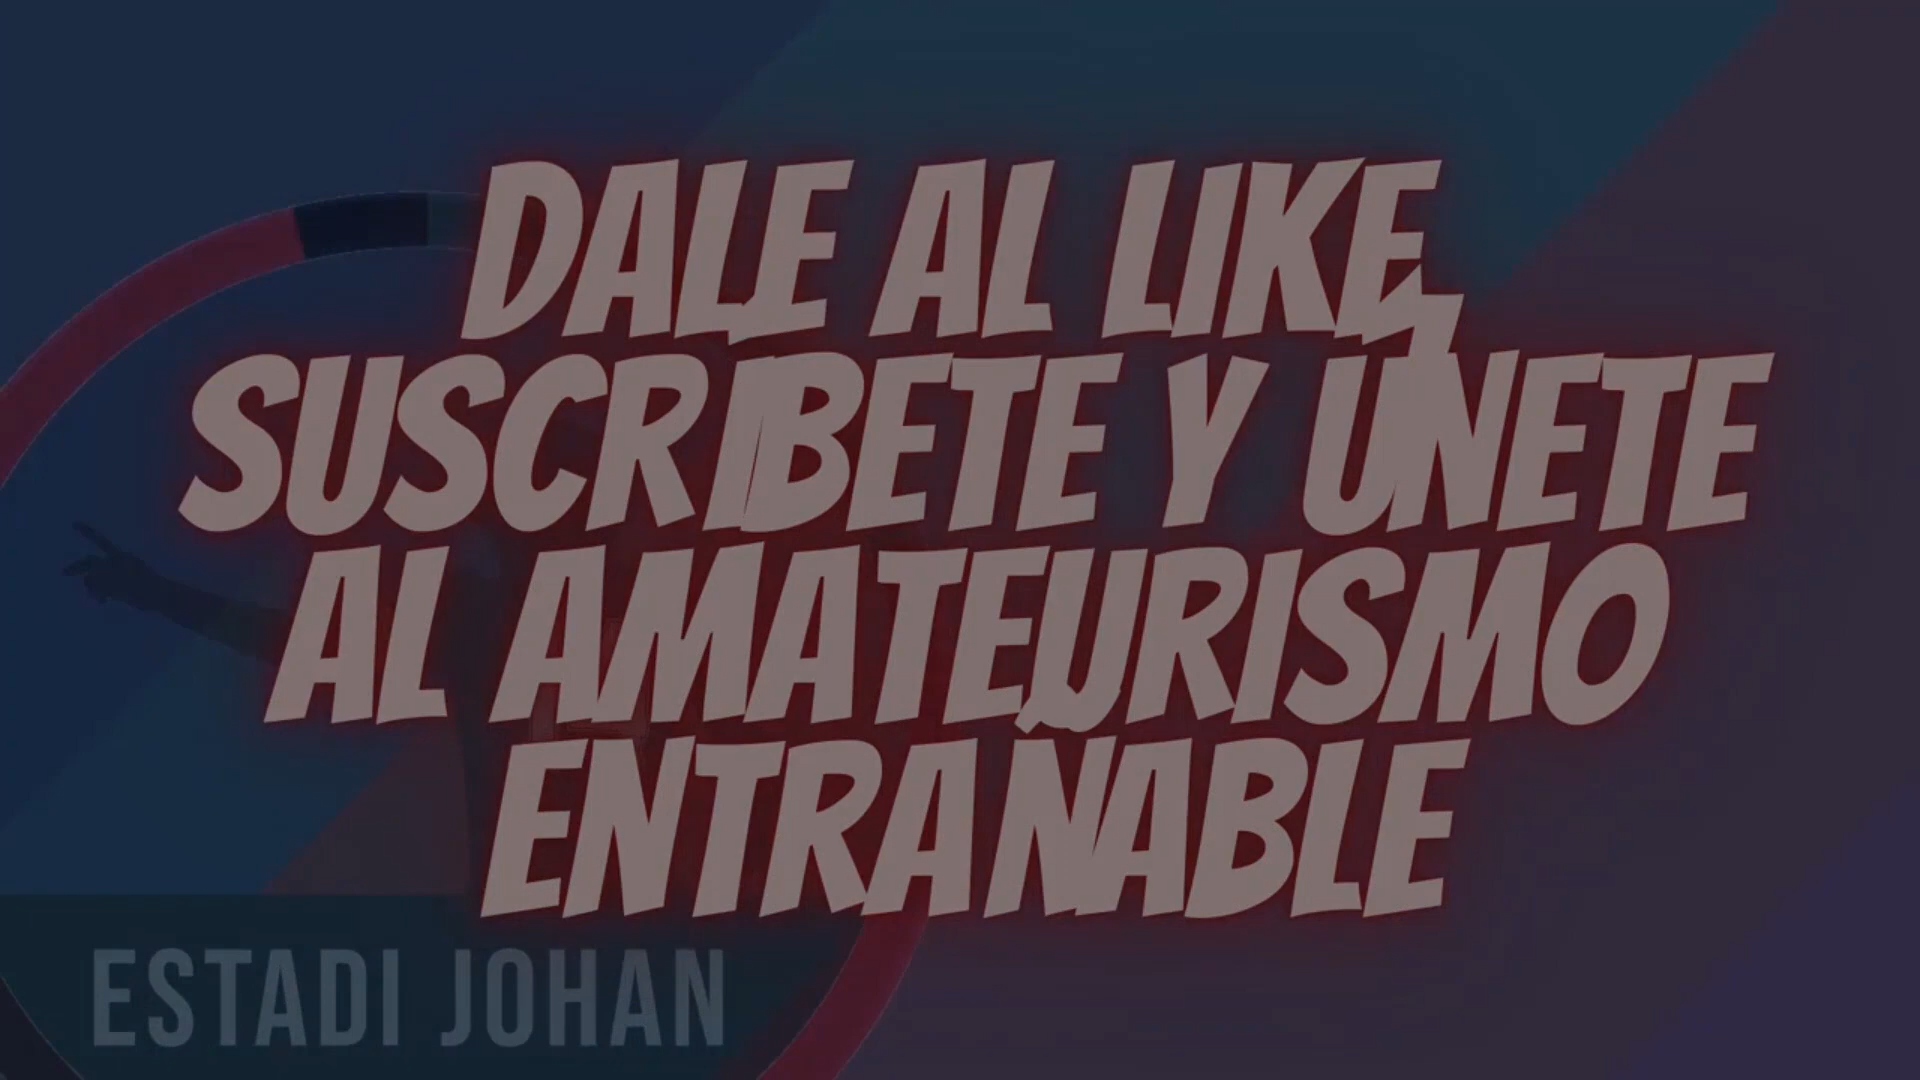 DALE AL LIKE,
SUSCRÍBETE Y ÚNETE
AL AMATEURISMO
ENTRAÑABLE
ESTADI JOHAN